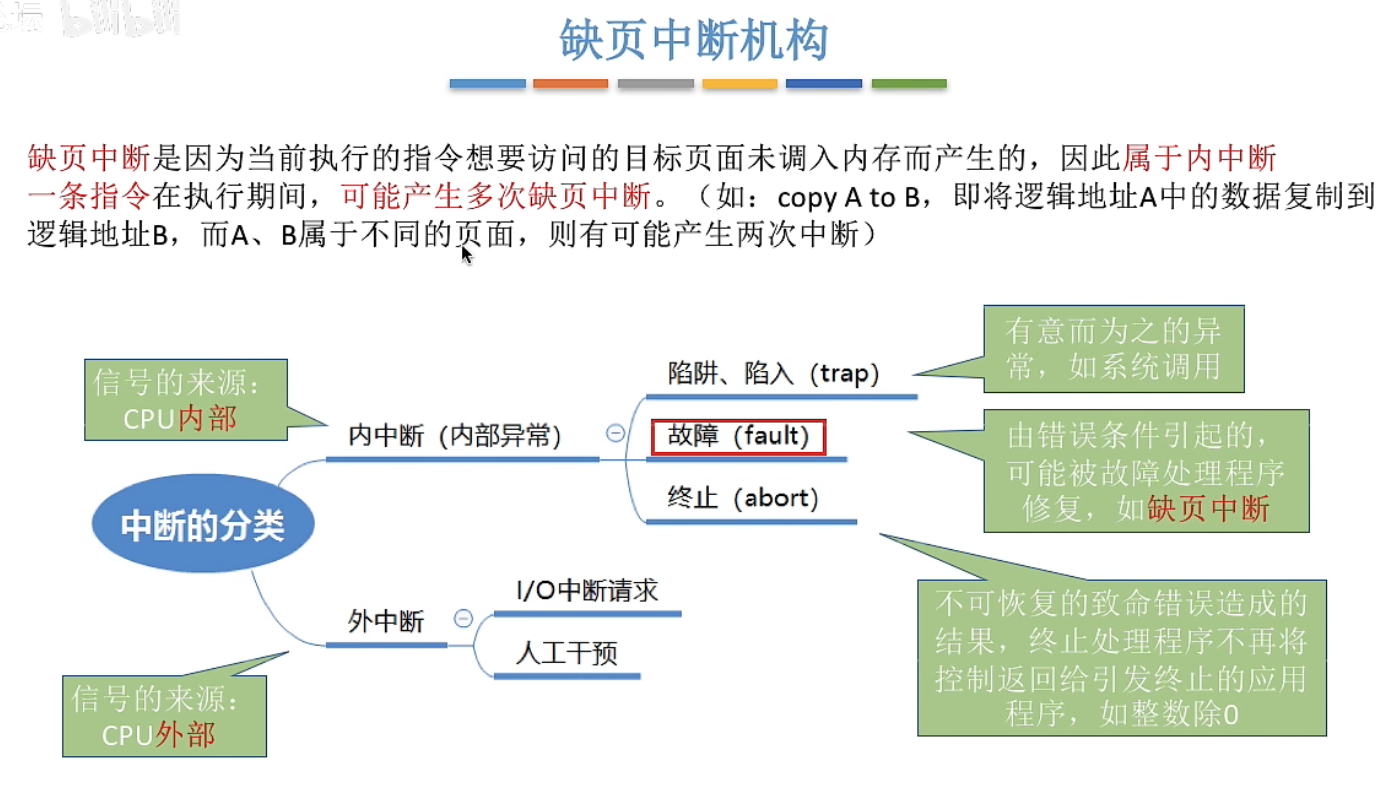 坛 bilibili
缺页中断机构
缺页中断是因为当前执行的指令想要访问的目标页面未调入内存而产生的，因此属于内中断
一条指令在执行期间，可能产生多次缺页中断。（如：copy A to B，即将逻辑地址A中的数据复制到
逻辑地址B，而A、B属于不同的页面，则有可能产生两次中断）
有意而为之的异
常，如系统调用
信号的来源：
CPU内部
陷阱、陷入（trap）
内中断（内部异常）
故障（fault）
由错误条件引起的，
可能被故障处理程序
修复，如缺页中断
终止（abort）
中断的分类
I/O中断请求
外中断
人工干预
不可恢复的致命错误造成的
结果，终止处理程序不再将
控制返回给引发终止的应用
程序，如整数除0
信号的来源：
CPU外部